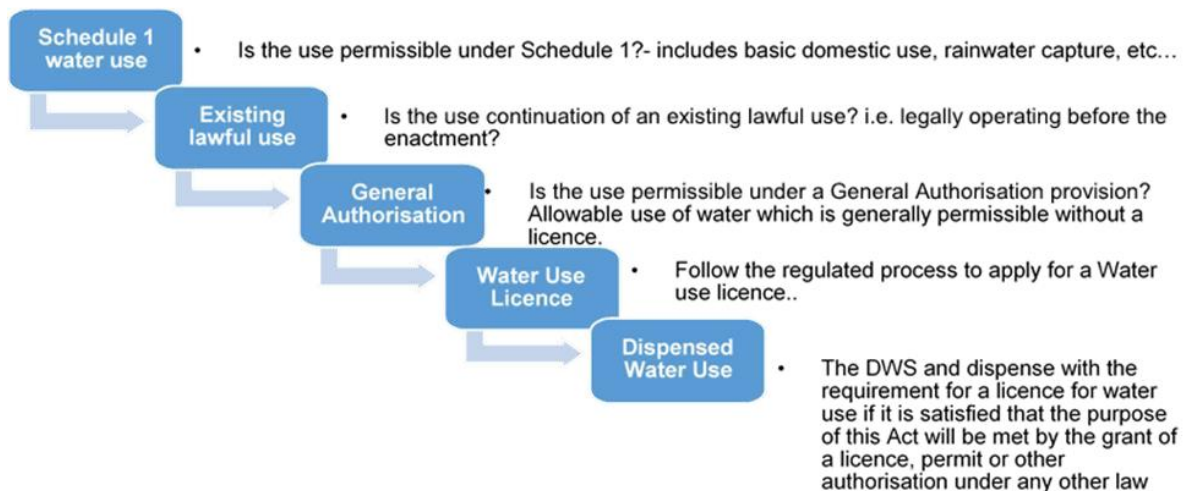 Schedule 1
water use
• Is the use permissible under Schedule 1?- includes basic domestic use, rainwater capture, etc…
Existing
lawful use
• Is the use continuation of an existing lawful use? i.e. legally operating before the
enactment?
General
Authorisation
• Is the use permissible under a General Authorisation provision?
Allowable use of water which is generally permissible without a
licence.
Water Use
Licence
• Follow the regulated process to apply for a Water
use licence..
Dispensed
Water Use
• The DWS and dispense with the
requirement for a licence for water
use if it is satisfied that the purpose
of this Act will be met by the grant of
a licence, permit or other
authorisation under any other law